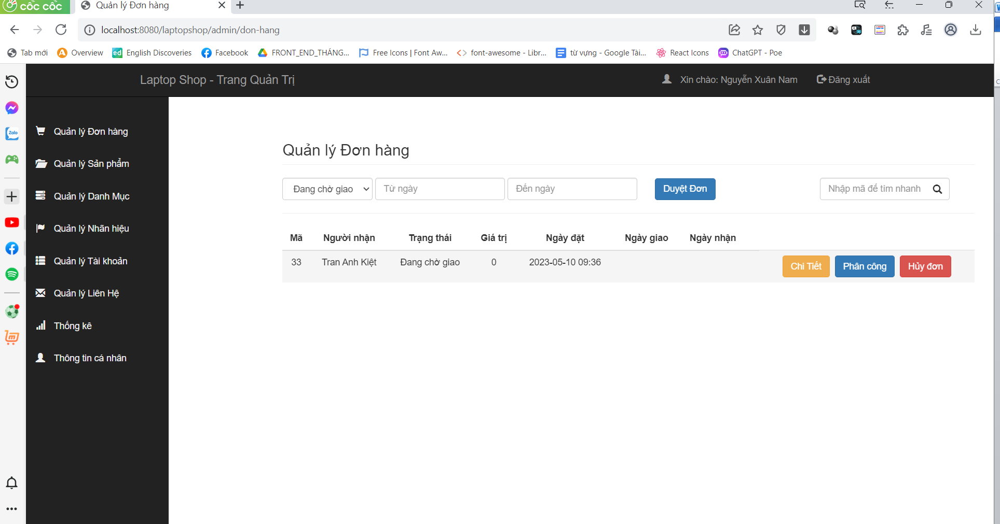 cốc cốc
Quản lý Đơn hàng
localhost:8080/laptopshop/admin/don-hang
Tab mới
Overview
ed
English Discoveries
Facebook
FRONT_END_THÁNG...
Free Icons | Font Aw...
font-awesome - Libr...
từ vựng - Google Tài...
React Icons
ChatGPT - Poe
Laptop Shop - Trang Quản Trị
Xin chào: Nguyễn Xuân Nam
Đăng xuất
Zalo
Quản lý Đơn hàng
Quản lý Sản phẩm
Quản lý Danh Mục
Quản lý Nhãn hiệu
Quản lý Tài khoản
Quản lý Liên Hệ
Thống kê
Thông tin cá nhân
Quản lý Đơn hàng
Đang chờ giao
Từ ngày
Đến ngày
Duyệt Đơn
Nhập mã để tìm nhanh
Mã Người nhận Trạng thái Giá trị Ngày đặt Ngày giao Ngày nhận
33 Tran Anh Kiệt Đang chờ giao 0 2023-05-10 09:36 Chi Tiết Phân công Hủy đơn